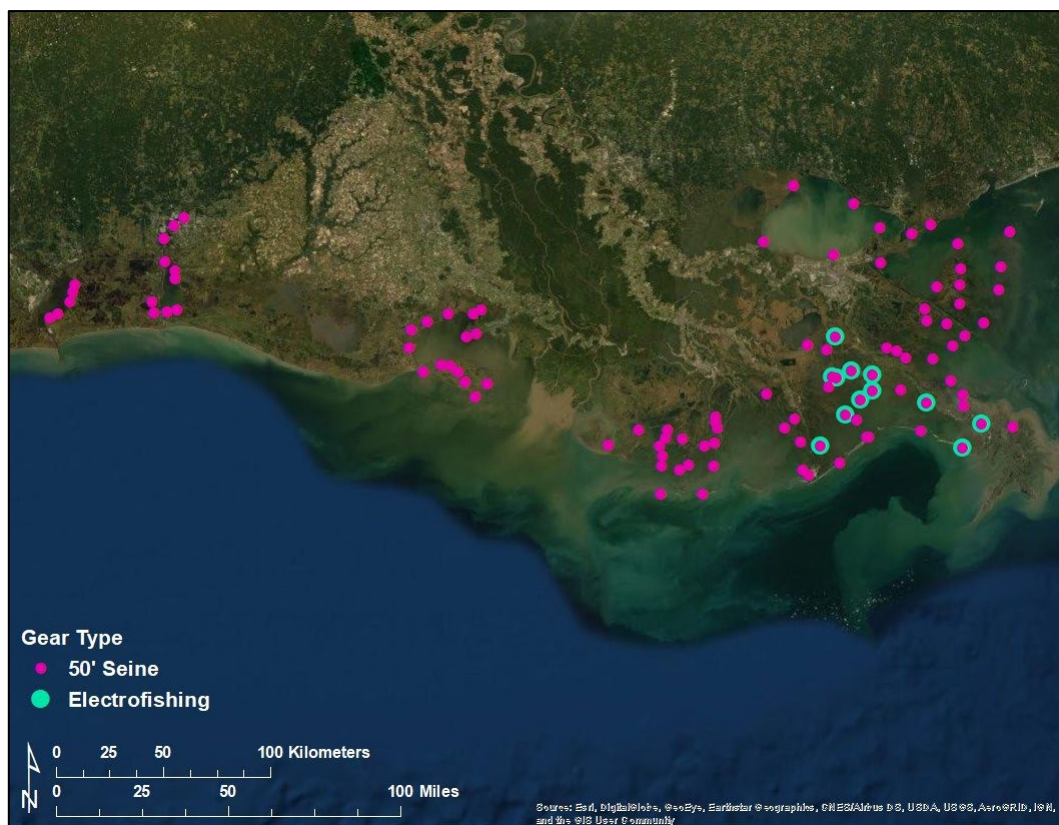 Gear Type
50' Seine
Electrofishing
0 25 50 100 Kilometers
0 25 50 100 Miles
N
Source: Esri, DigitalGlobe, GeoEye, Earthstar Geographics, CNES/Airbus DS, USDA, USGS, AeroGRID, IGN,
and the GIS User Community